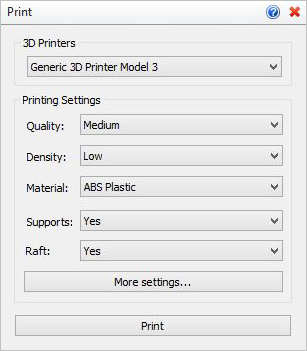 Print
3D Printers
Generic 3D Printer Model 3
Printing Settings
Quality: Medium
Density: Low
Material: ABS Plastic
Supports: Yes
Raft: Yes
More settings...
Print